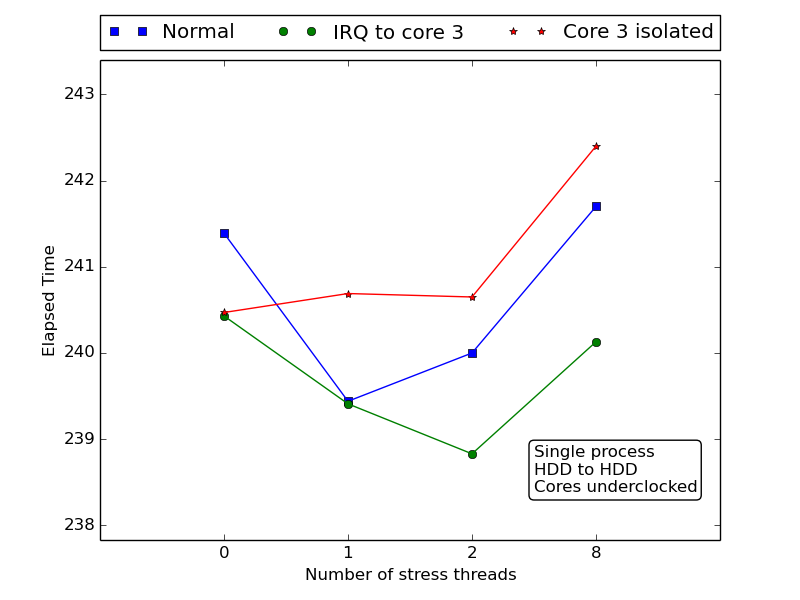 Normal IRQ to core 3 Core 3 isolated
243
242
241
240
239
238
Elapsed Time
Single process
HDD to HDD
Cores underclocked
0 1 2 8
Number of stress threads